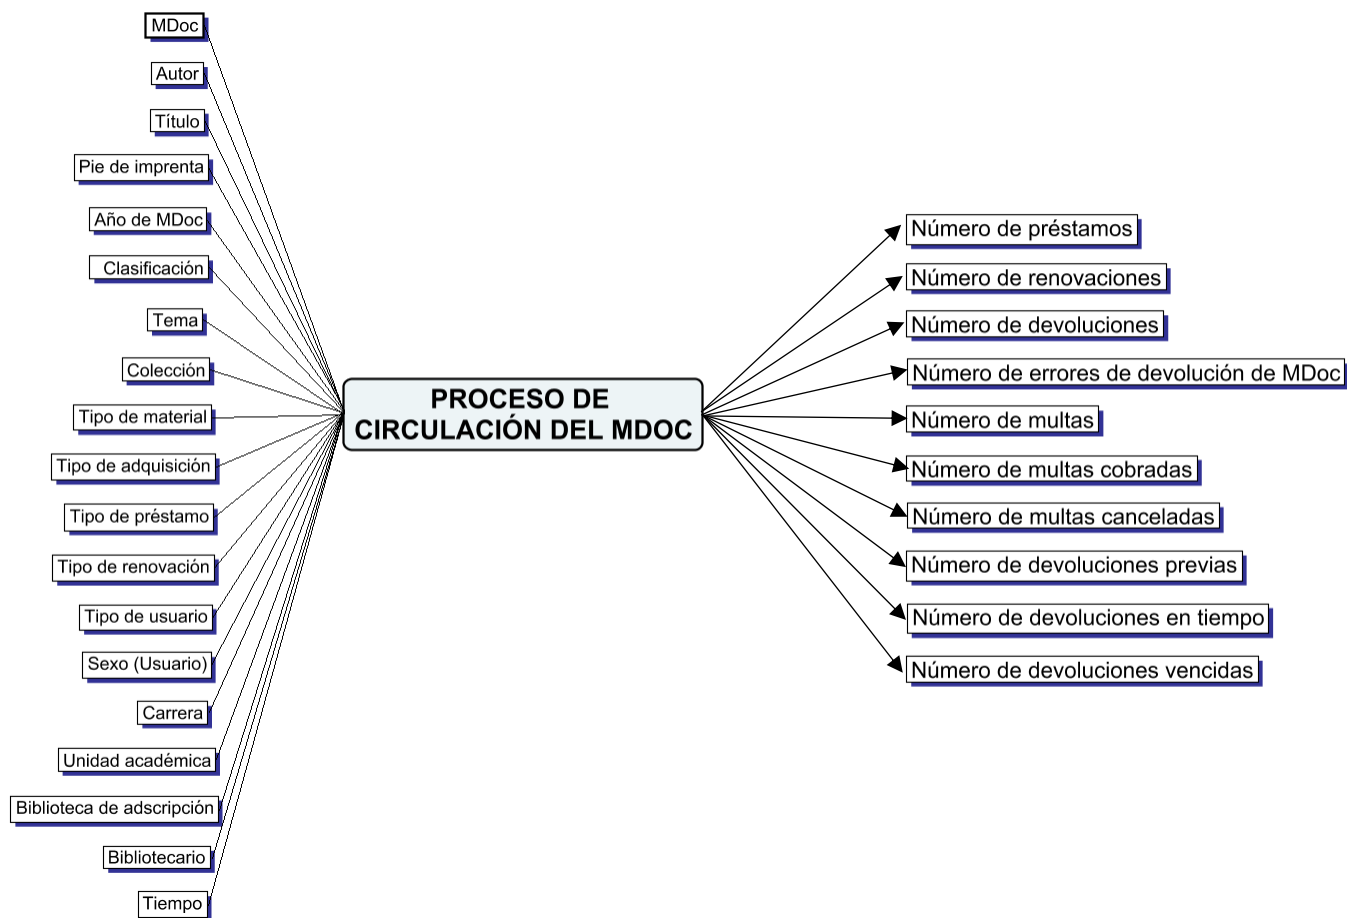 MDoc
Autor
Título
Pie de imprenta
Año de MDoc
Clasificación
Tema
Colección
Tipo de material
Tipo de adquisición
Tipo de préstamo
Tipo de renovación
Tipo de usuario
Sexo (Usuario)
Carrera
Unidad académica
Biblioteca de adscripción
Bibliotecario
Tiempo
PROCESO DE
CIRCULACIÓN DEL MDOC
Número de préstamos
Número de renovaciones
Número de devoluciones
Número de errores de devolución de MDoc
Número de multas
Número de multas cobradas
Número de multas canceladas
Número de devoluciones previas
Número de devoluciones en tiempo
Número de devoluciones vencidas